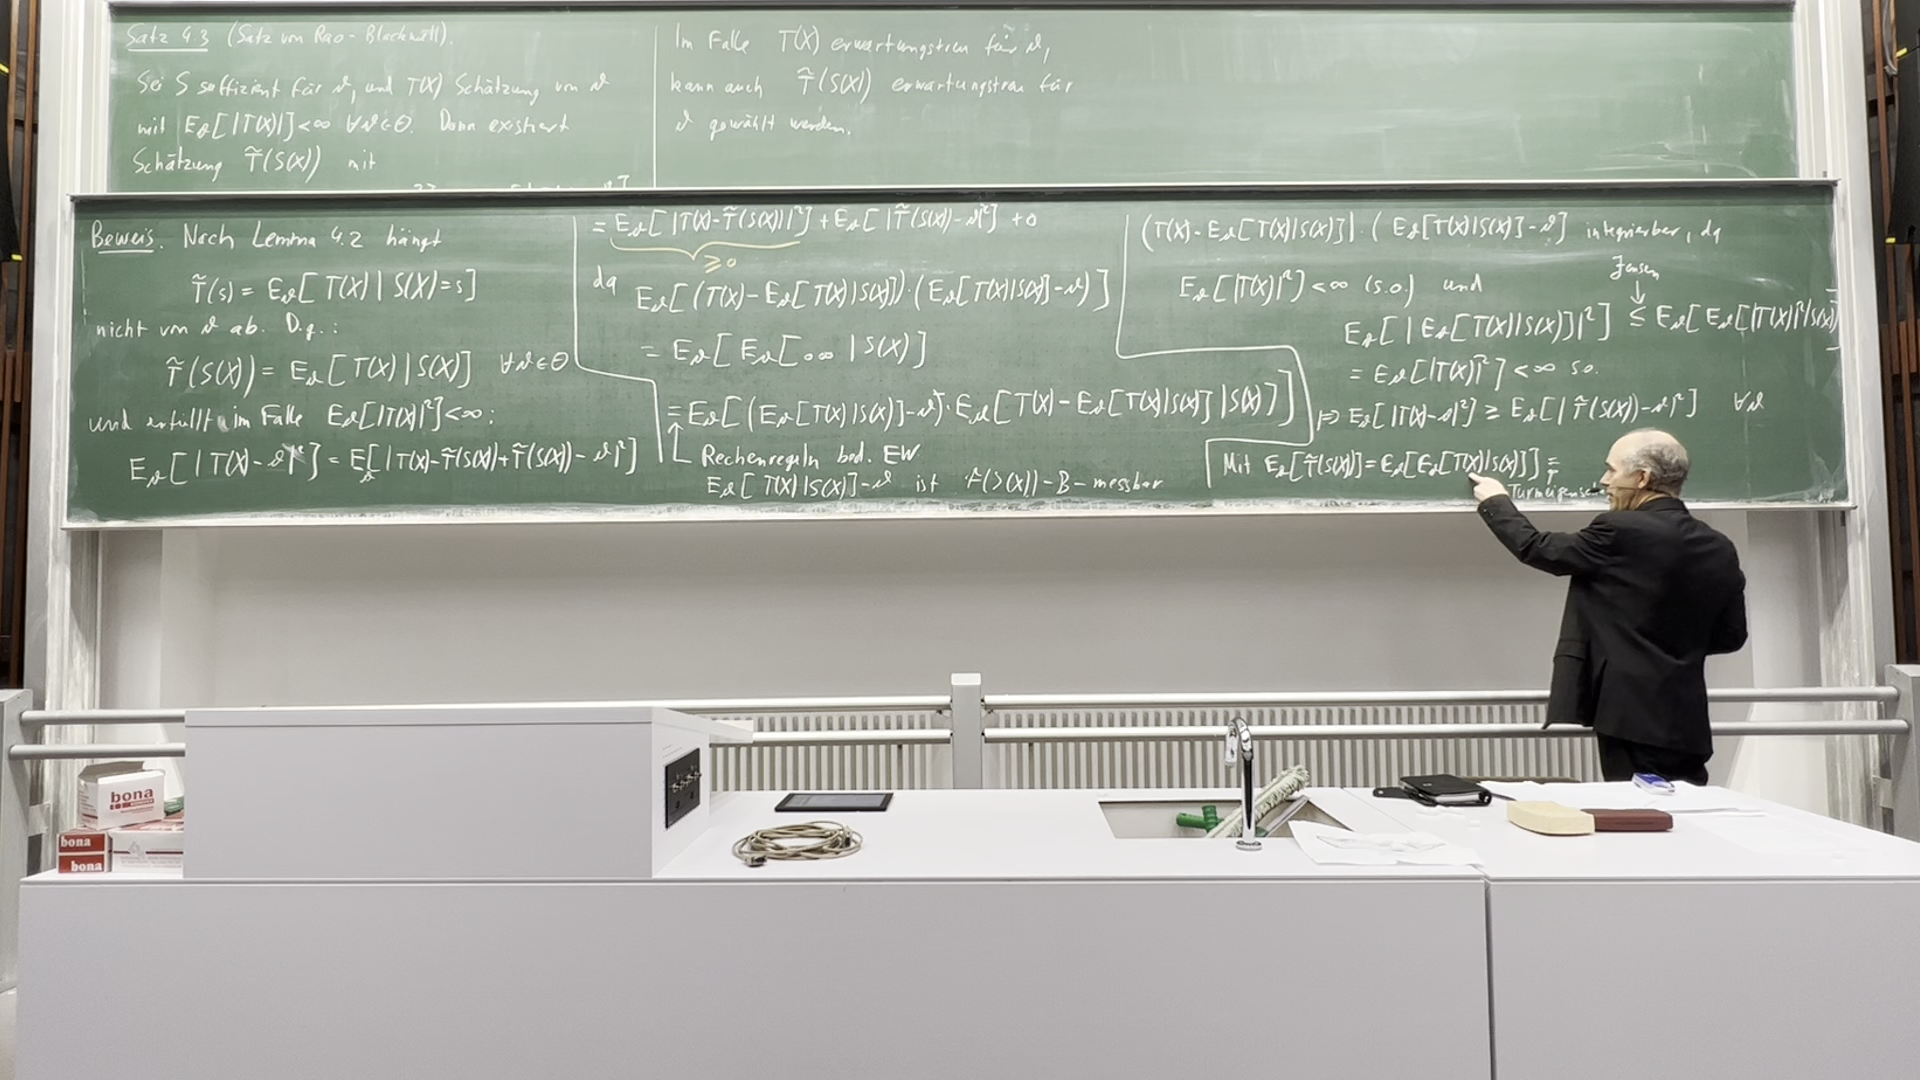 Satz 4.3 (Satz von Rao-Blackwell).
Sei S suffizient für ϑ, und T(X) Schätzung von ϑ
mit E_ϑ[|T(X)|]<∞ ∀ϑ∈Θ. Dann existiert
Schätzung T̃(S(X)) mit
Im Falle T(X) erwartungstreu für ϑ,
kann auch T̃(S(X)) erwartungstreu für
ϑ gewählt werden.
Beweis. Nach Lemma 4.2 hängt
T̃(s) = E_ϑ[T(X) | S(X)=s]
nicht von ϑ ab. D.g.:
T̃(S(X)) = E_ϑ[T(X) | S(X)] ∀ϑ∈Θ
und erfüllt im Falle E_ϑ[|T(X)|²]<∞:
E_ϑ[|T(X)-ϑ|²] = E_ϑ[|T(X)-T̃(S(X))+T̃(S(X))-ϑ|²]
= E_ϑ[|T(X)-T̃(S(X))|²] + E_ϑ[|T̃(S(X))-ϑ|²] + 0
≥0
da E_ϑ[(T(X)-E_ϑ[T(X)|S(X)])·(E_ϑ[T(X)|S(X)]-ϑ)]
= E_ϑ[E_ϑ[... |S(X)]
= E_ϑ[(E_ϑ[T(X)|S(X)]-ϑ)·E_ϑ[T(X)-E_ϑ[T(X)|S(X)]|S(X)]]
Rechenregeln bed. EW
E_ϑ[T(X)|S(X)]-ϑ ist F(S(X))-B-messbar
(T(X)-E_ϑ[T(X)|S(X)])·(E_ϑ[T(X)|S(X)]-ϑ) integrierbar, da
E_ϑ[|T(X)|²]<∞ (s.o.) und
Jensen
E_ϑ[|E_ϑ[T(X)|S(X)]|²] ≤ E_ϑ[E_ϑ[|T(X)|²|S(X)]]
= E_ϑ[|T(X)|²] <∞ s.o.
⇒ E_ϑ[|T(X)-ϑ|²] ≥ E_ϑ[|T̃(S(X))-ϑ|²] ∀ϑ
Mit E_ϑ[T̃(S(X))] = E_ϑ[E_ϑ[T(X)|S(X)]] =
bona
bona
bona